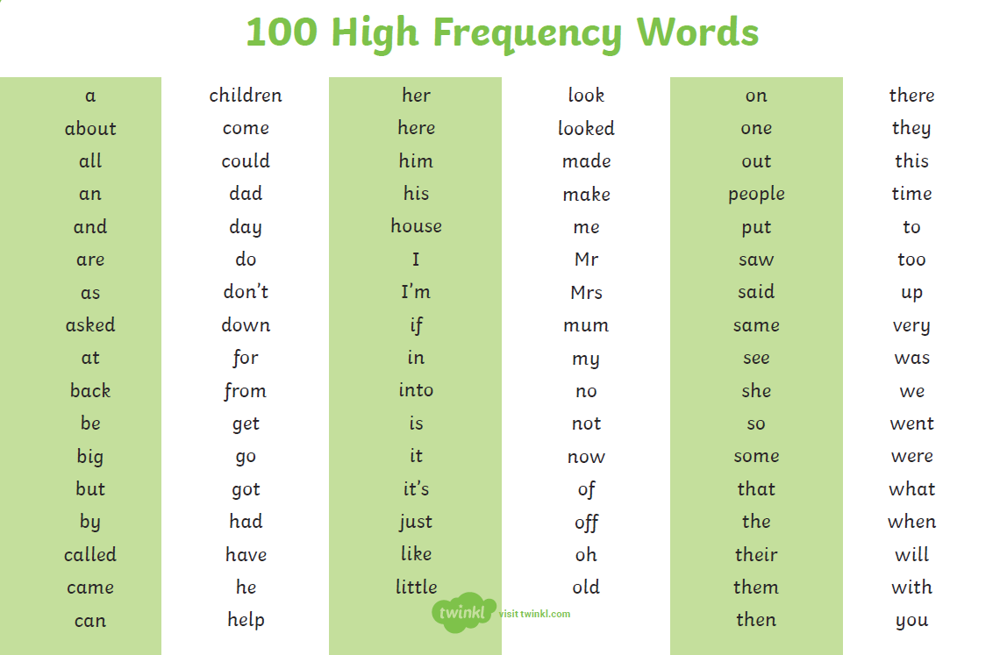 100 High Frequency Words
a
about
all
an
and
are
as
asked
at
back
be
big
but
by
called
came
can
children
come
could
dad
day
do
don't
down
for
from
get
go
got
had
have
he
help
her
here
him
his
house
I
I'm
if
in
into
is
it
it's
just
like
little
look
looked
made
make
me
Mr
Mrs
mum
my
no
not
now
of
off
oh
old
on
one
out
people
put
saw
said
same
see
she
so
some
that
the
their
them
then
there
they
this
time
to
too
up
very
was
we
went
were
what
when
will
with
you
twinkl visit twinkl.com